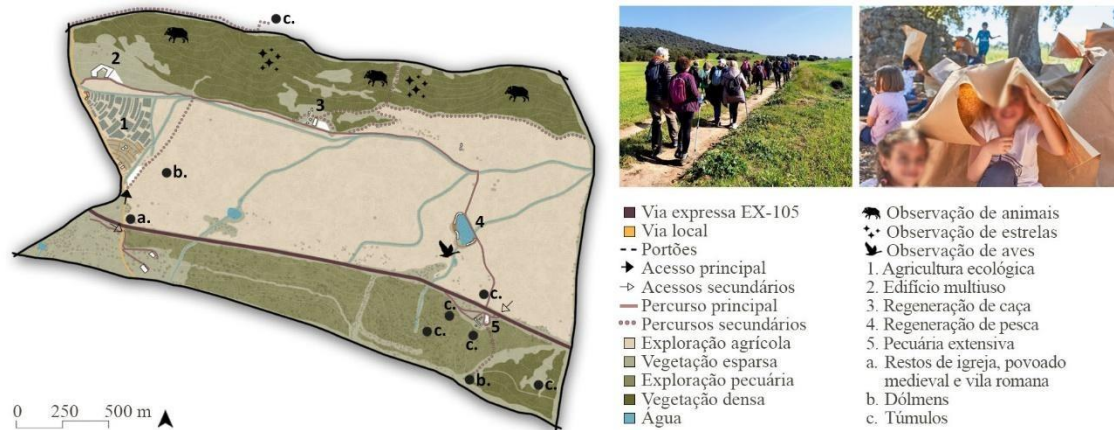 c.
2
3
1
b.
a.
4
c.
c.
5
c.
c.
b.
c.
0 250 500 m
Via expressa EX-105
Via local
Portões
Acesso principal
Acessos secundários
Percurso principal
Percursos secundários
Exploração agrícola
Vegetação esparsa
Exploração pecuária
Vegetação densa
Água
Observação de animais
Observação de estrelas
Observação de aves
1. Agricultura ecológica
2. Edifício multiuso
3. Regeneração de caça
4. Regeneração de pesca
5. Pecuária extensiva
a. Restos de igreja, povoado
medieval e vila romana
b. Dólmens
c. Túmulos